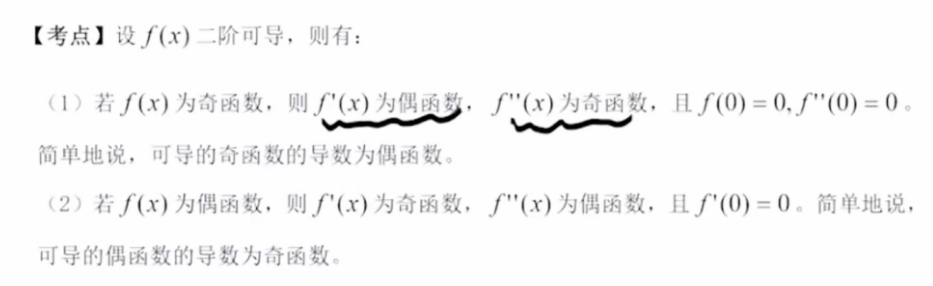 【考点】设 f(x) 二阶可导，则有：
（1）若 f(x) 为奇函数，则 f'(x) 为偶函数，f''(x) 为奇函数，且 f(0) = 0, f''(0) = 0 。
简单地说，可导的奇函数的导数为偶函数。
（2）若 f(x) 为偶函数，则 f'(x) 为奇函数，f''(x) 为偶函数，且 f'(0) = 0 。简单地说，
可导的偶函数的导数为奇函数。